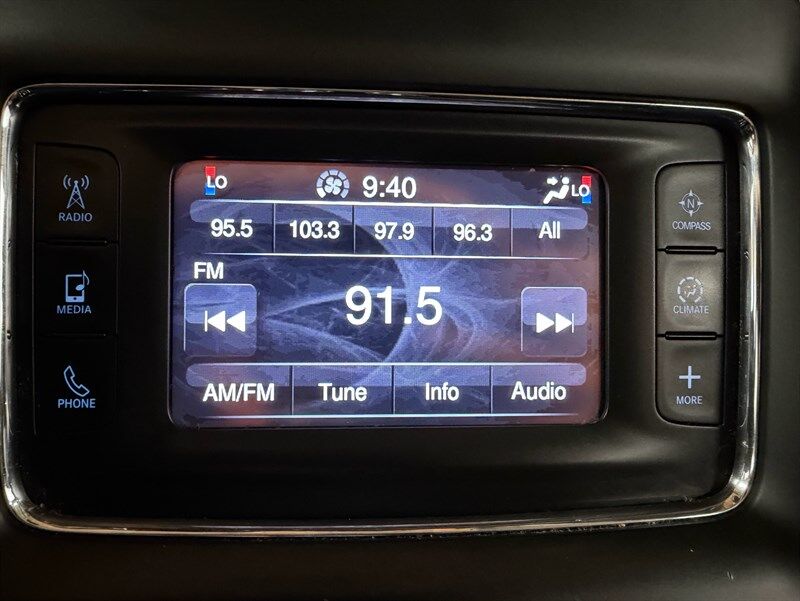 LO 9:40 LO
95.5 103.3 97.9 96.3 All
FM
91.5
AM/FM Tune Info Audio
RADIO
MEDIA
PHONE
N
COMPASS
CLIMATE
MORE